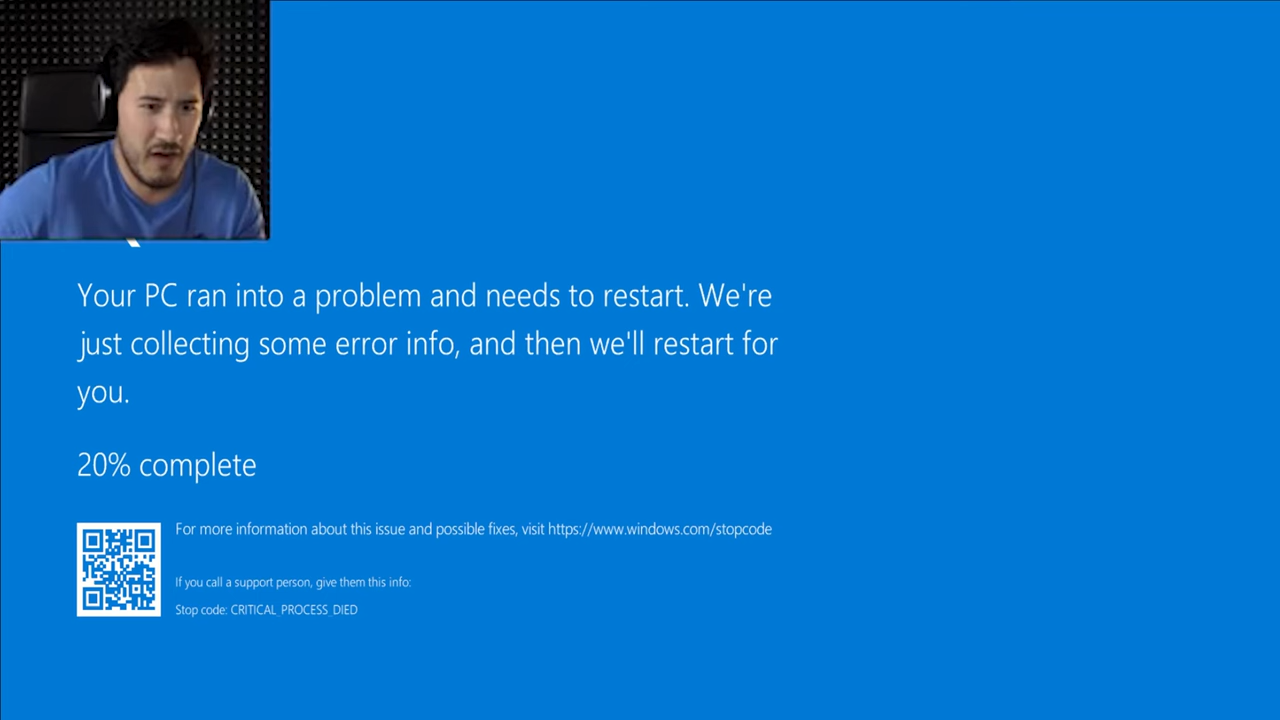 Your PC ran into a problem and needs to restart. We're
just collecting some error info, and then we'll restart for
you.
20% complete
For more information about this issue and possible fixes, visit https://www.windows.com/stopcode
If you call a support person, give them this info:
Stop code: CRITICAL_PROCESS_DIED